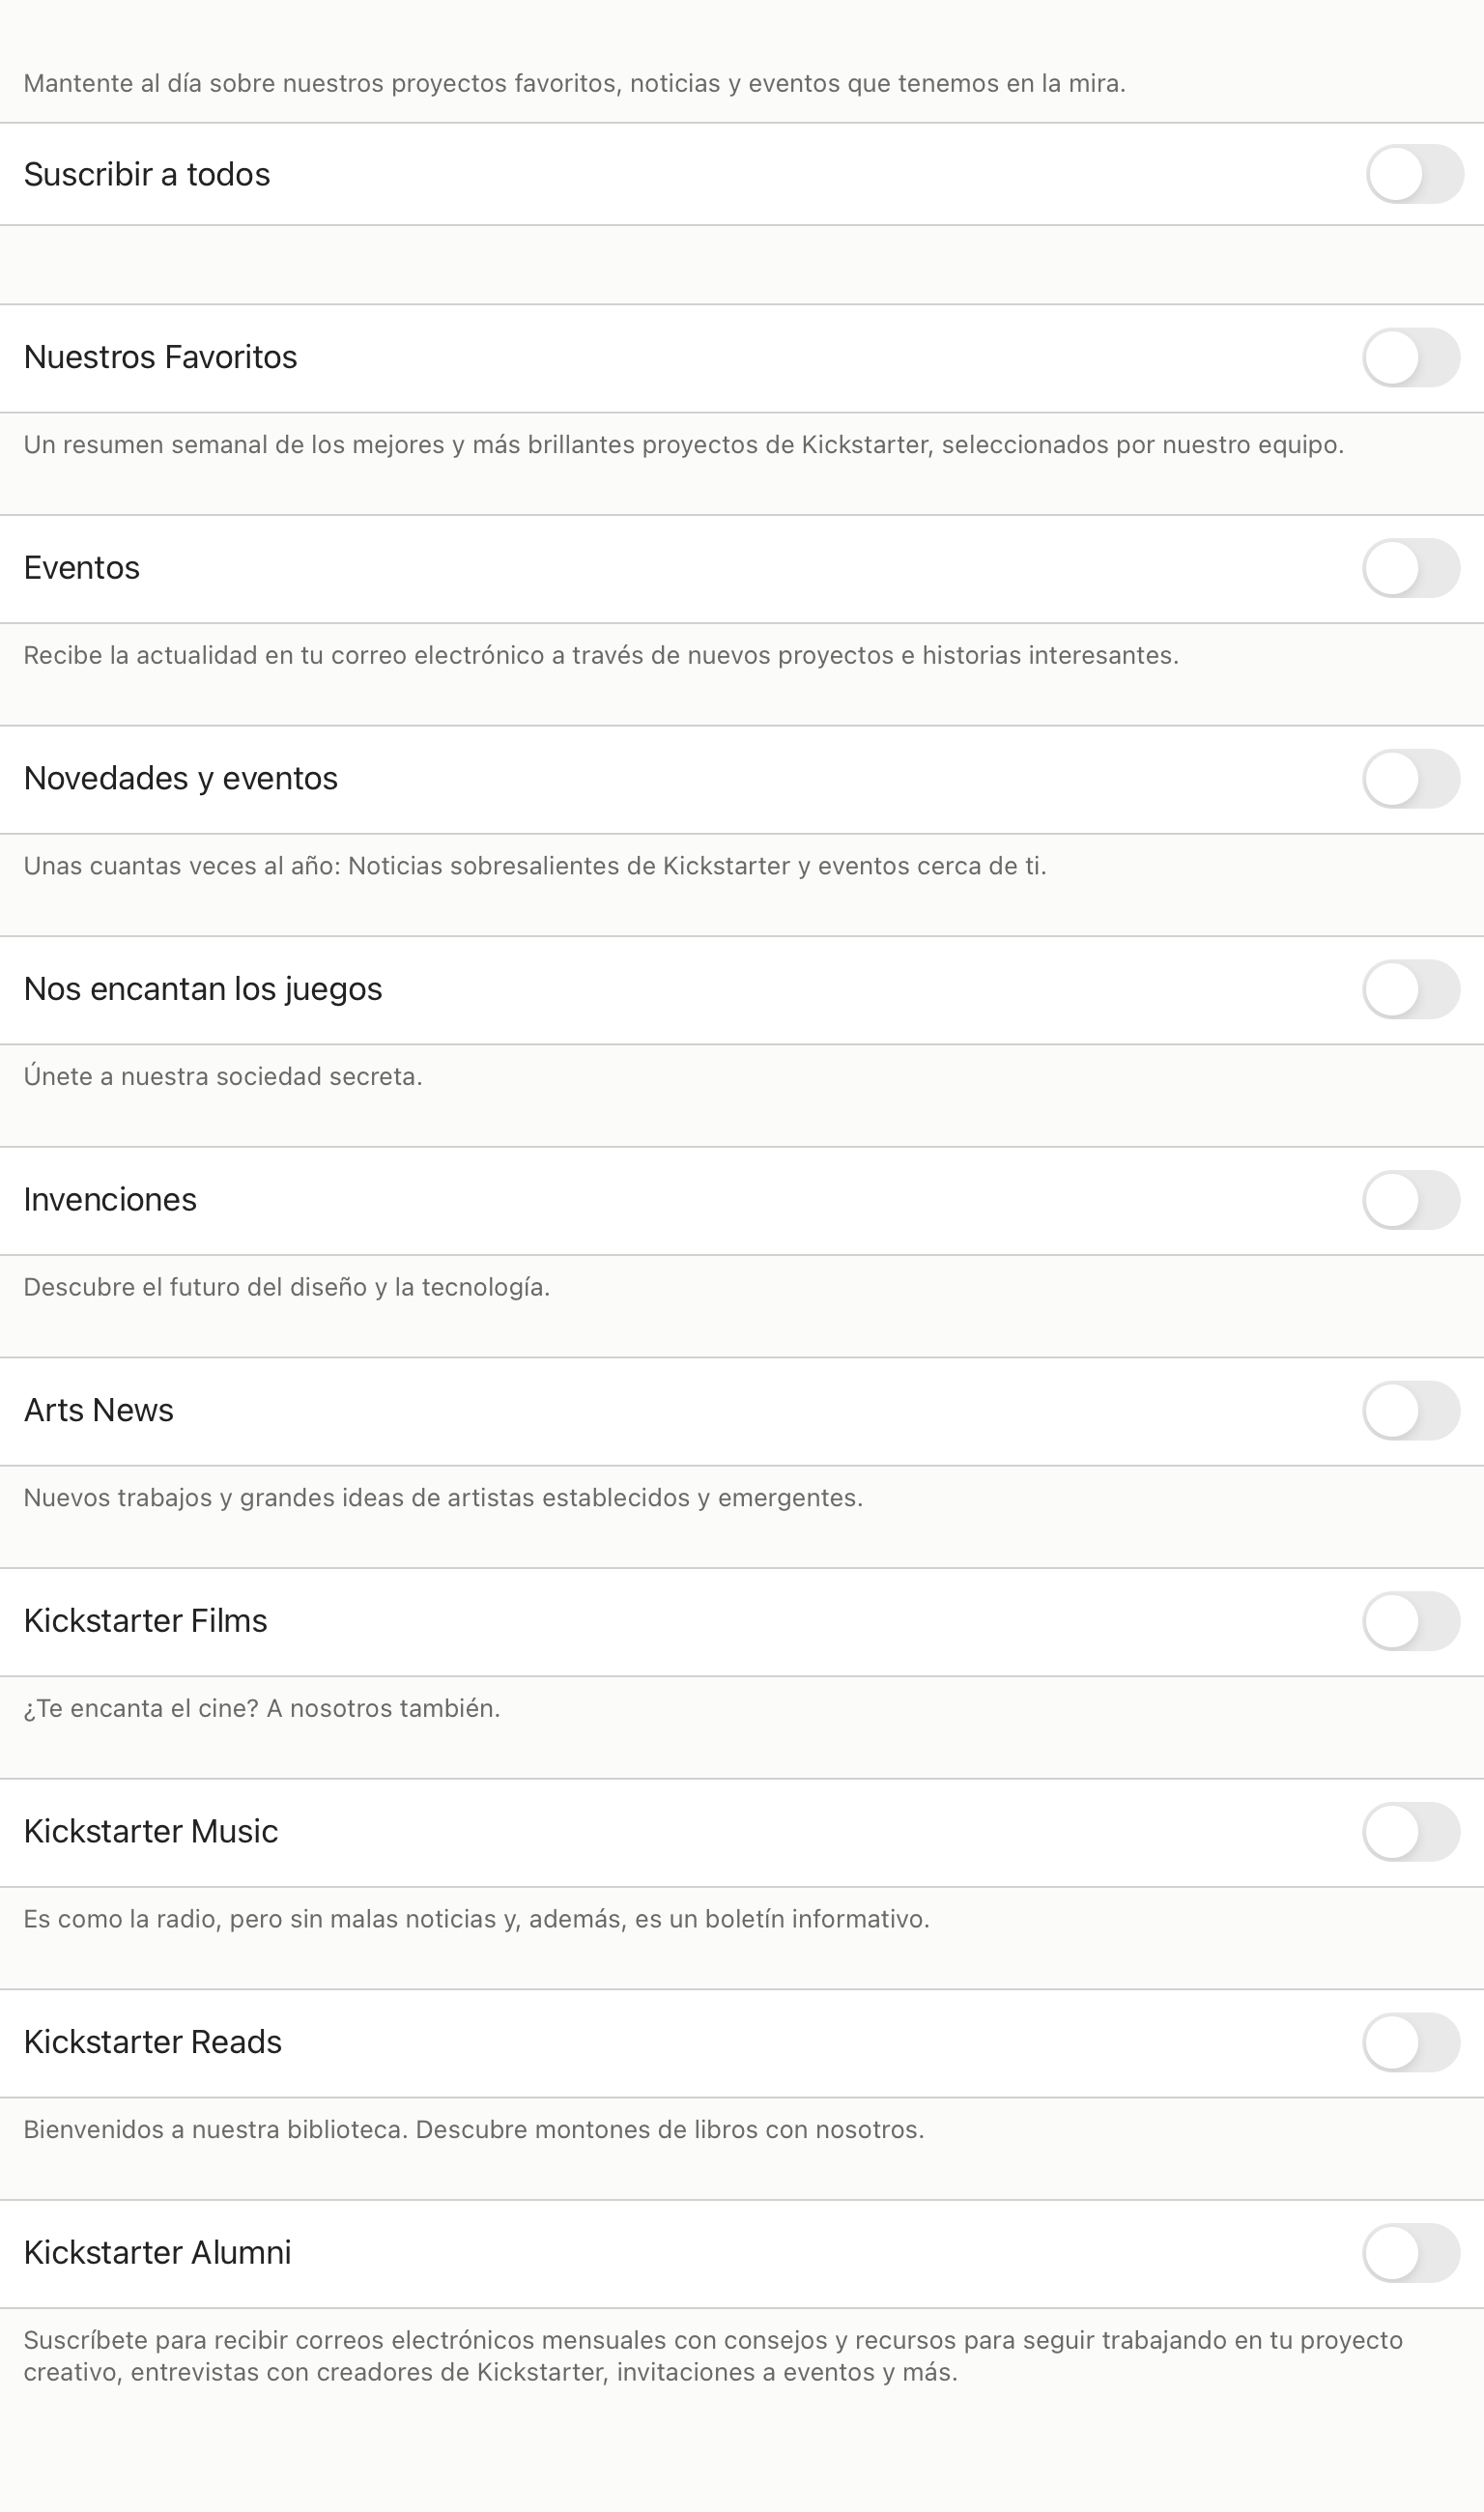 Mantente al día sobre nuestros proyectos favoritos, noticias y eventos que tenemos en la mira.
Suscribir a todos
Nuestros Favoritos
Un resumen semanal de los mejores y más brillantes proyectos de Kickstarter, seleccionados por nuestro equipo.
Eventos
Recibe la actualidad en tu correo electrónico a través de nuevos proyectos e historias interesantes.
Novedades y eventos
Unas cuantas veces al año: Noticias sobresalientes de Kickstarter y eventos cerca de ti.
Nos encantan los juegos
Únete a nuestra sociedad secreta.
Invenciones
Descubre el futuro del diseño y la tecnología.
Arts News
Nuevos trabajos y grandes ideas de artistas establecidos y emergentes.
Kickstarter Films
¿Te encanta el cine? A nosotros también.
Kickstarter Music
Es como la radio, pero sin malas noticias y, además, es un boletín informativo.
Kickstarter Reads
Bienvenidos a nuestra biblioteca. Descubre montones de libros con nosotros.
Kickstarter Alumni
Suscríbete para recibir correos electrónicos mensuales con consejos y recursos para seguir trabajando en tu proyecto
creativo, entrevistas con creadores de Kickstarter, invitaciones a eventos y más.